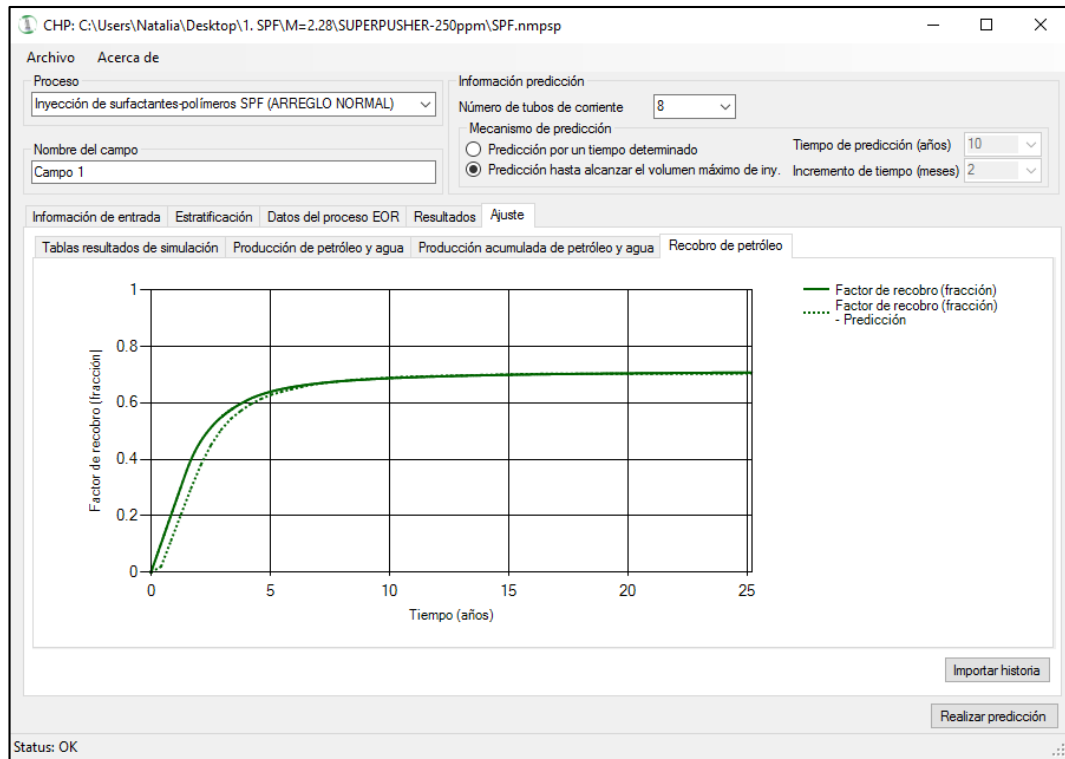 CHP: C:\Users\Natalia\Desktop\1. SPF\M=2.28\SUPERPUSHER-250ppm\SPF.nmpsp
Archivo Acerca de
Proceso
Inyección de surfactantes-polímeros SPF (ARREGLO NORMAL)
Nombre del campo
Campo 1
Información predicción
Número de tubos de corriente 8
Mecanismo de predicción
Predicción por un tiempo determinado
Predicción hasta alcanzar el volumen máximo de iny.
Tiempo de predicción (años) 10
Incremento de tiempo (meses) 2
Información de entrada Estratificación Datos del proceso EOR Resultados Ajuste
Tablas resultados de simulación Producción de petróleo y agua Producción acumulada de petróleo y agua Recobro de petróleo
Factor de recobro (fracción)
1
0.8
0.6
0.4
0.2
0
0 5 10 15 20 25
Tiempo (años)
Factor de recobro (fracción)
Factor de recobro (fracción)
- Predicción
Importar historia
Realizar predicción
Status: OK